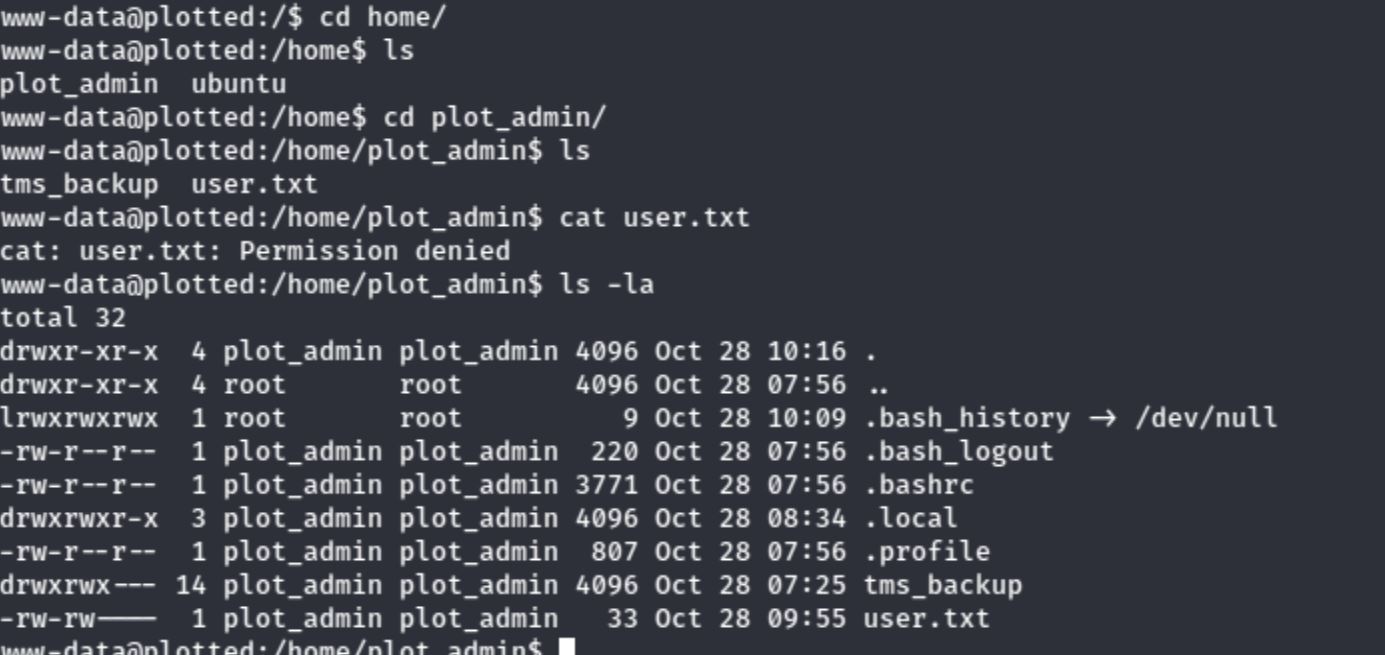 www-data@plotted:/$ cd home/
www-data@plotted:/home$ ls
plot_admin  ubuntu
www-data@plotted:/home$ cd plot_admin/
www-data@plotted:/home/plot_admin$ ls
tms_backup  user.txt
www-data@plotted:/home/plot_admin$ cat user.txt
cat: user.txt: Permission denied
www-data@plotted:/home/plot_admin$ ls -la
total 32
drwxr-xr-x  4 plot_admin plot_admin 4096 Oct 28 10:16 .
drwxr-xr-x  4 root       root       4096 Oct 28 07:56 ..
lrwxrwxrwx  1 root       root          9 Oct 28 10:09 .bash_history → /dev/null
-rw-r--r--  1 plot_admin plot_admin  220 Oct 28 07:56 .bash_logout
-rw-r--r--  1 plot_admin plot_admin 3771 Oct 28 07:56 .bashrc
drwxrwxr-x  3 plot_admin plot_admin 4096 Oct 28 08:34 .local
-rw-r--r--  1 plot_admin plot_admin  807 Oct 28 07:56 .profile
drwxrwx--- 14 plot_admin plot_admin 4096 Oct 28 07:25 tms_backup
-rw-rw----  1 plot_admin plot_admin   33 Oct 28 09:55 user.txt
www-data@plotted:/home/plot_admin$